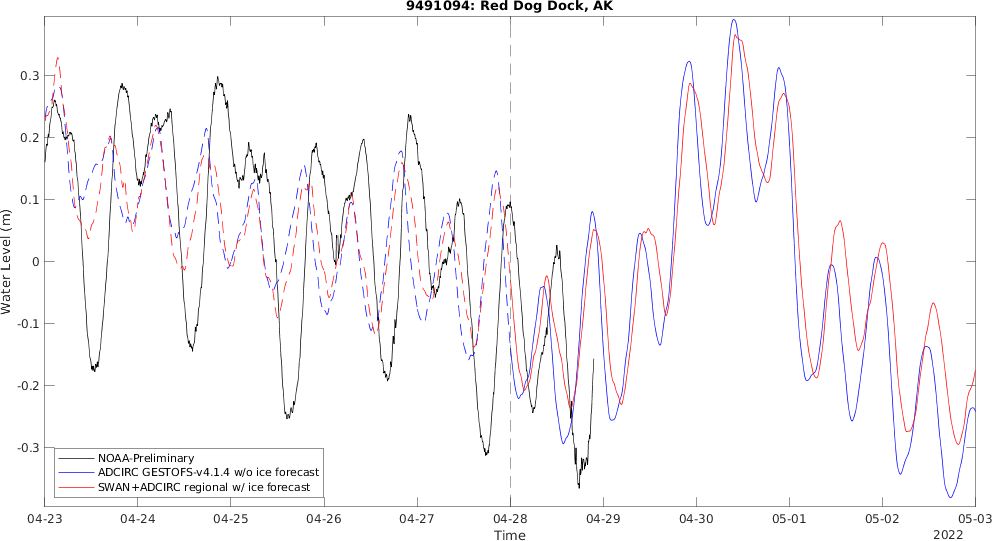 9491094: Red Dog Dock, AK
Water Level (m)
0.3
0.2
0.1
0
-0.1
-0.2
-0.3
NOAA-Preliminary
ADCIRC GESTOFS-v4.1.4 w/o ice forecast
SWAN+ADCIRC regional w/ ice forecast
04-23 04-24 04-25 04-26 04-27 04-28 04-29 04-30 05-01 05-02 05-03
Time
2022